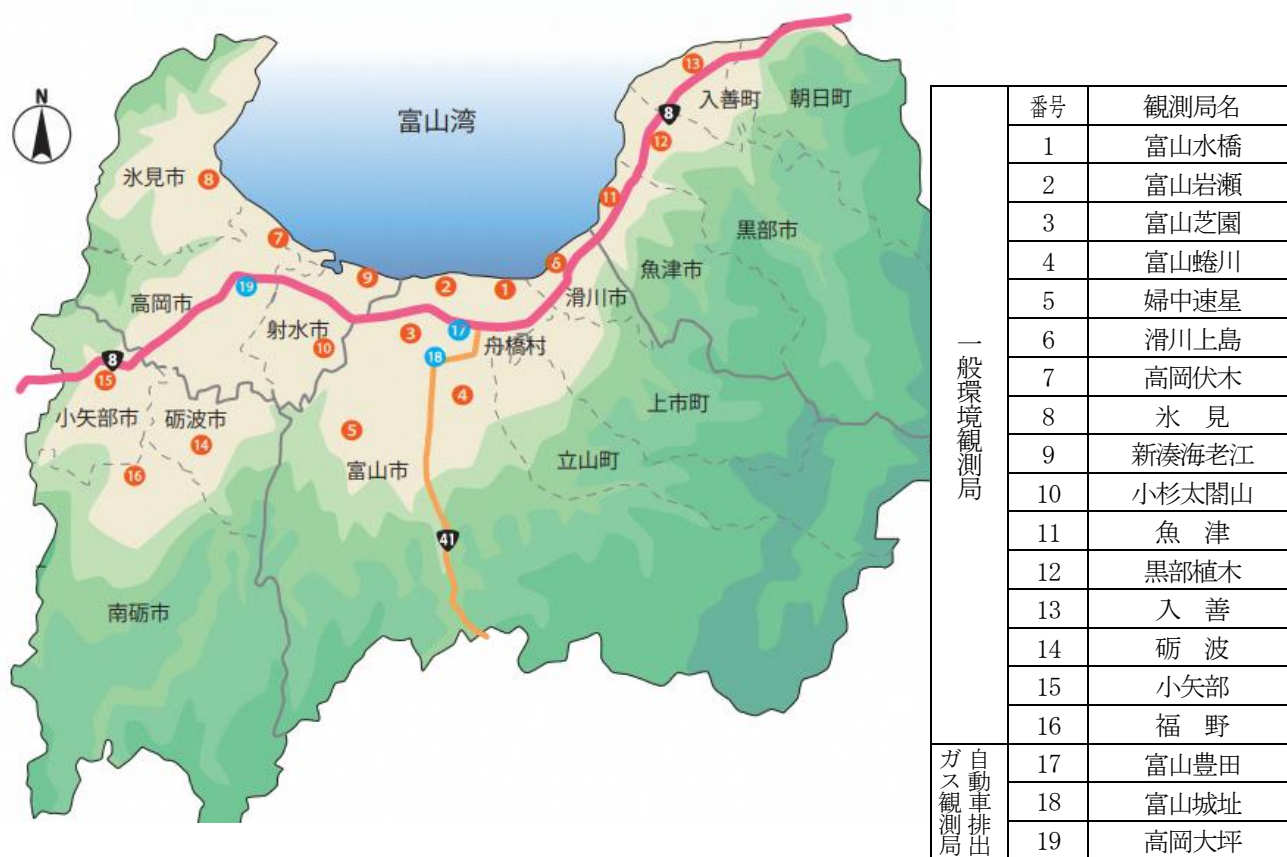 N
富山湾
氷見市
8
7
19
高岡市
射水市
10
9
2
1
6
3
17
18
舟橋村
滑川市
4
5
富山市
8
15
小矢部市
砺波市
14
16
南砺市
41
立山町
上市町
魚津市
黒部市
11
12
8
13
入善町
朝日町
番号 観測局名
一般環境観測局
1 富山水橋
2 富山岩瀬
3 富山芝園
4 富山蜷川
5 婦中速星
6 滑川上島
7 高岡伏木
8 氷 見
9 新湊海老江
10 小杉太閤山
11 魚 津
12 黒部植木
13 入 善
14 砺 波
15 小矢部
16 福 野
自動車排出
ガス観測局
17 富山豊田
18 富山城址
19 高岡大坪